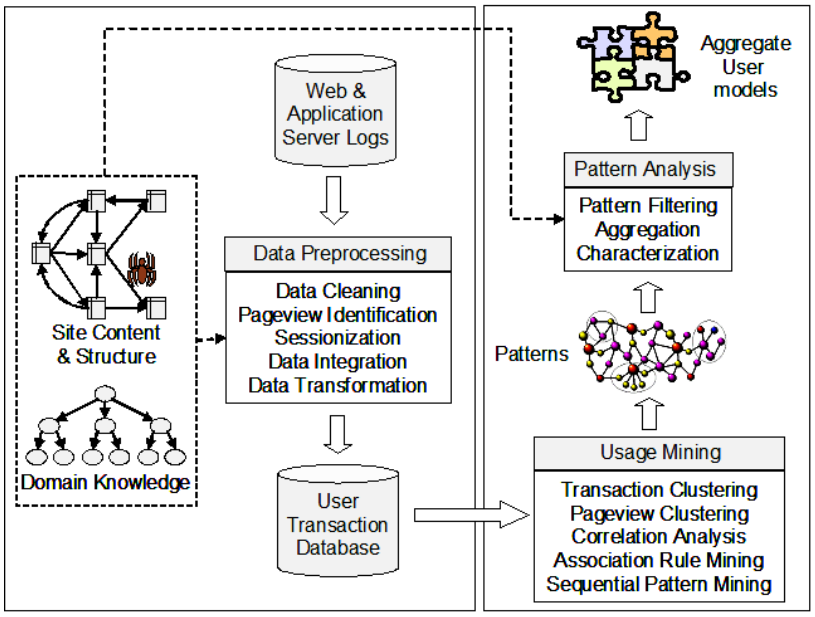 Web &
Application
Server Logs
Data Preprocessing
Data Cleaning
Pageview Identification
Sessionization
Data Integration
Data Transformation
Site Content
& Structure
Domain Knowledge
User
Transaction
Database
Aggregate
User
models
Pattern Analysis
Pattern Filtering
Aggregation
Characterization
Patterns
Usage Mining
Transaction Clustering
Pageview Clustering
Correlation Analysis
Association Rule Mining
Sequential Pattern Mining